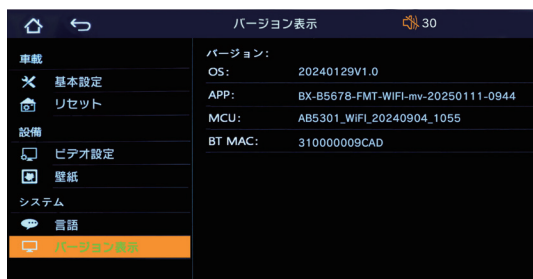 バージョン表示
30
車載
基本設定
リセット
設備
ビデオ設定
壁紙
システム
言語
バージョン表示
バージョン:
OS: 20240129V1.0
APP: BX-B5678-FMT-WIFI-mv-20250111-0944
MCU: AB5301_WiFI_20240904_1055
BT MAC: 310000009CAD